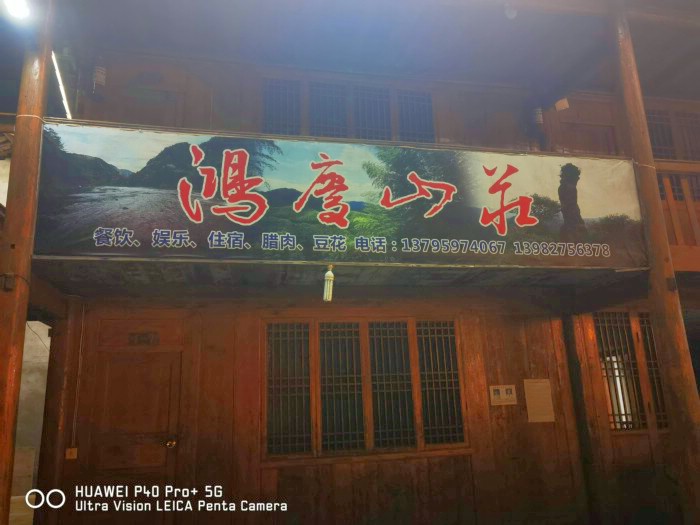 鸿度山庄
餐饮、娱乐、住宿、腊肉、豆花 电话：13795974067 13982756378
HUAWEI P40 Pro+ 5G
Ultra Vision LEICA Penta Camera